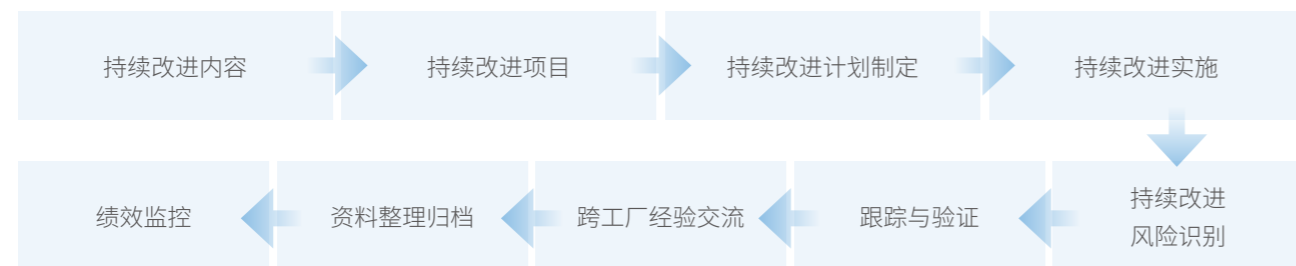 持续改进内容
持续改进项目
持续改进计划制定
持续改进实施
持续改进
风险识别
跟踪与验证
跨工厂经验交流
资料整理归档
绩效监控